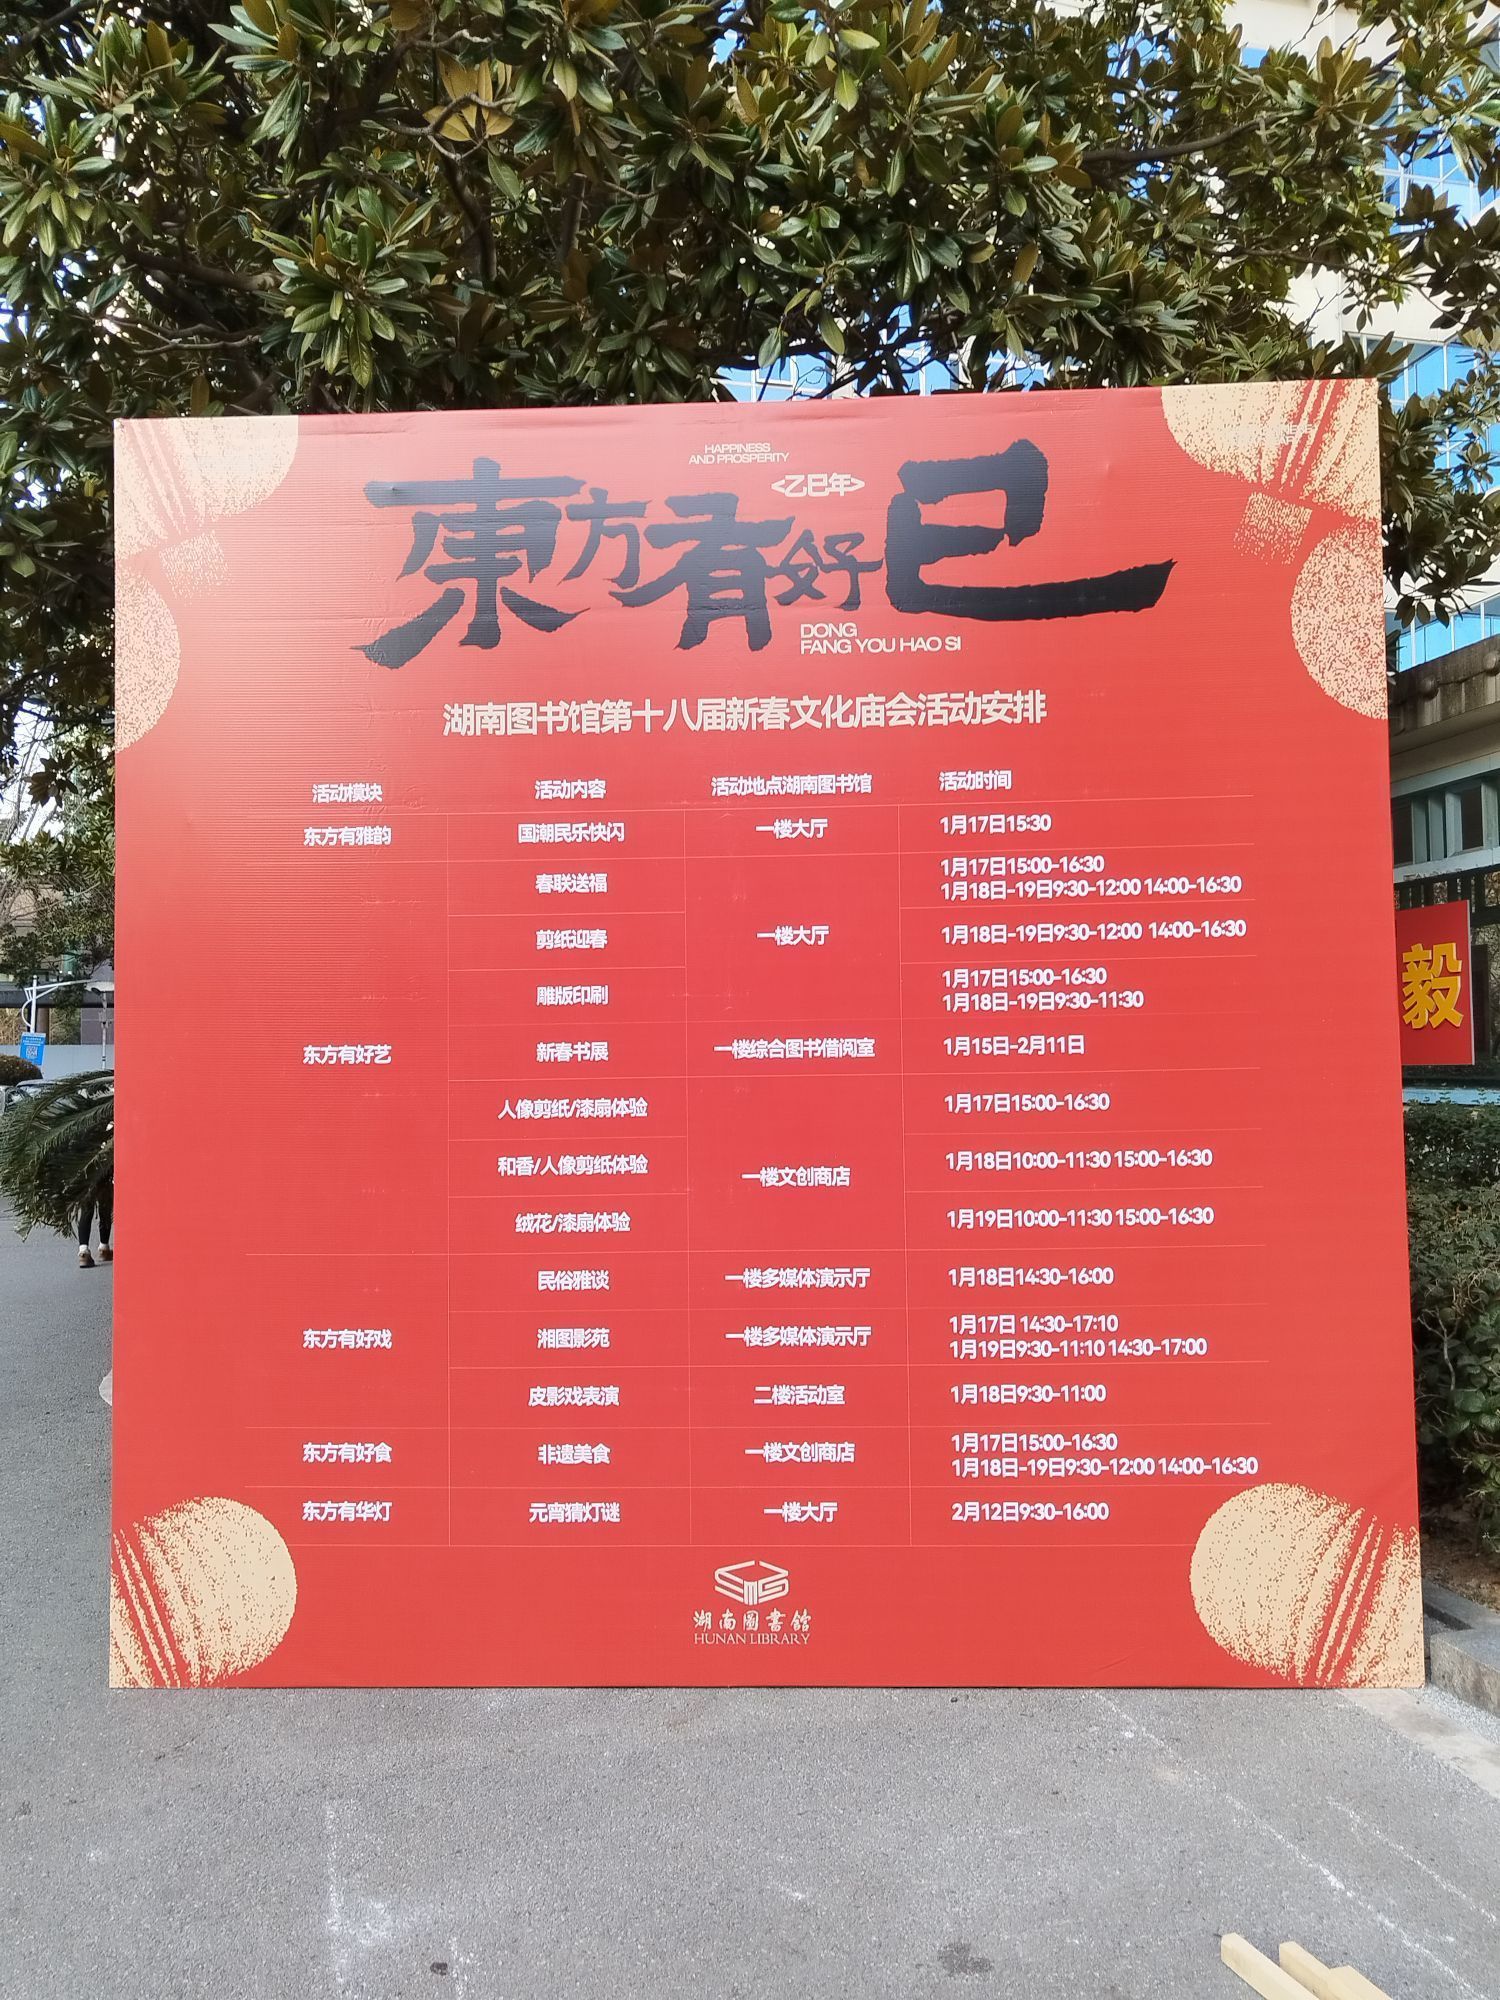 HAPPINESS
AND PROSPERITY
<乙巳年>
東方有好巳
DONG
FANG YOU HAO SI
湖南图书馆第十八届新春文化庙会活动安排
活动模块 活动内容 活动地点湖南图书馆 活动时间
东方有雅韵 国潮民乐快闪 一楼大厅 1月17日15:30
春联送福
1月17日15:00-16:30
1月18日-19日9:30-12:00 14:00-16:30
剪纸迎春 一楼大厅 1月18日-19日9:30-12:00 14:00-16:30
雕版印刷
1月17日15:00-16:30
1月18日-19日9:30-11:30
东方有好艺 新春书展 一楼综合图书借阅室 1月15日-2月11日
人像剪纸/漆扇体验 1月17日15:00-16:30
和香/人像剪纸体验 一楼文创商店 1月18日10:00-11:30 15:00-16:30
绒花/漆扇体验 1月19日10:00-11:30 15:00-16:30
民俗雅谈 一楼多媒体演示厅 1月18日14:30-16:00
东方有好戏 湘图影苑 一楼多媒体演示厅
1月17日 14:30-17:10
1月19日9:30-11:10 14:30-17:00
皮影戏表演 二楼活动室 1月18日9:30-11:00
东方有好食 非遗美食 一楼文创商店
1月17日15:00-16:30
1月18日-19日9:30-12:00 14:00-16:30
东方有华灯 元宵猜灯谜 一楼大厅 2月12日9:30-16:00
湖南圖書館
HUNAN LIBRARY
毅